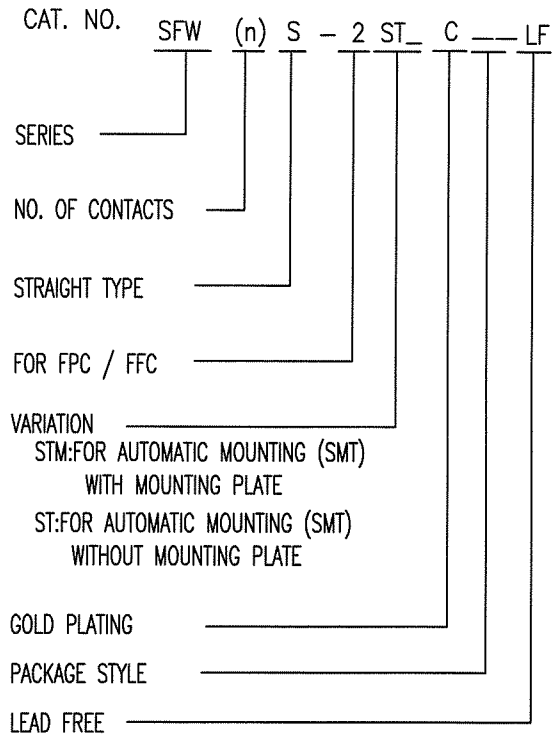 CAT. NO. SFW (n) S - 2 ST_ C __ — LF
SERIES
NO. OF CONTACTS
STRAIGHT TYPE
FOR FPC / FFC
VARIATION
STM:FOR AUTOMATIC MOUNTING (SMT)
WITH MOUNTING PLATE
ST:FOR AUTOMATIC MOUNTING (SMT)
WITHOUT MOUNTING PLATE
GOLD PLATING
PACKAGE STYLE
LEAD FREE